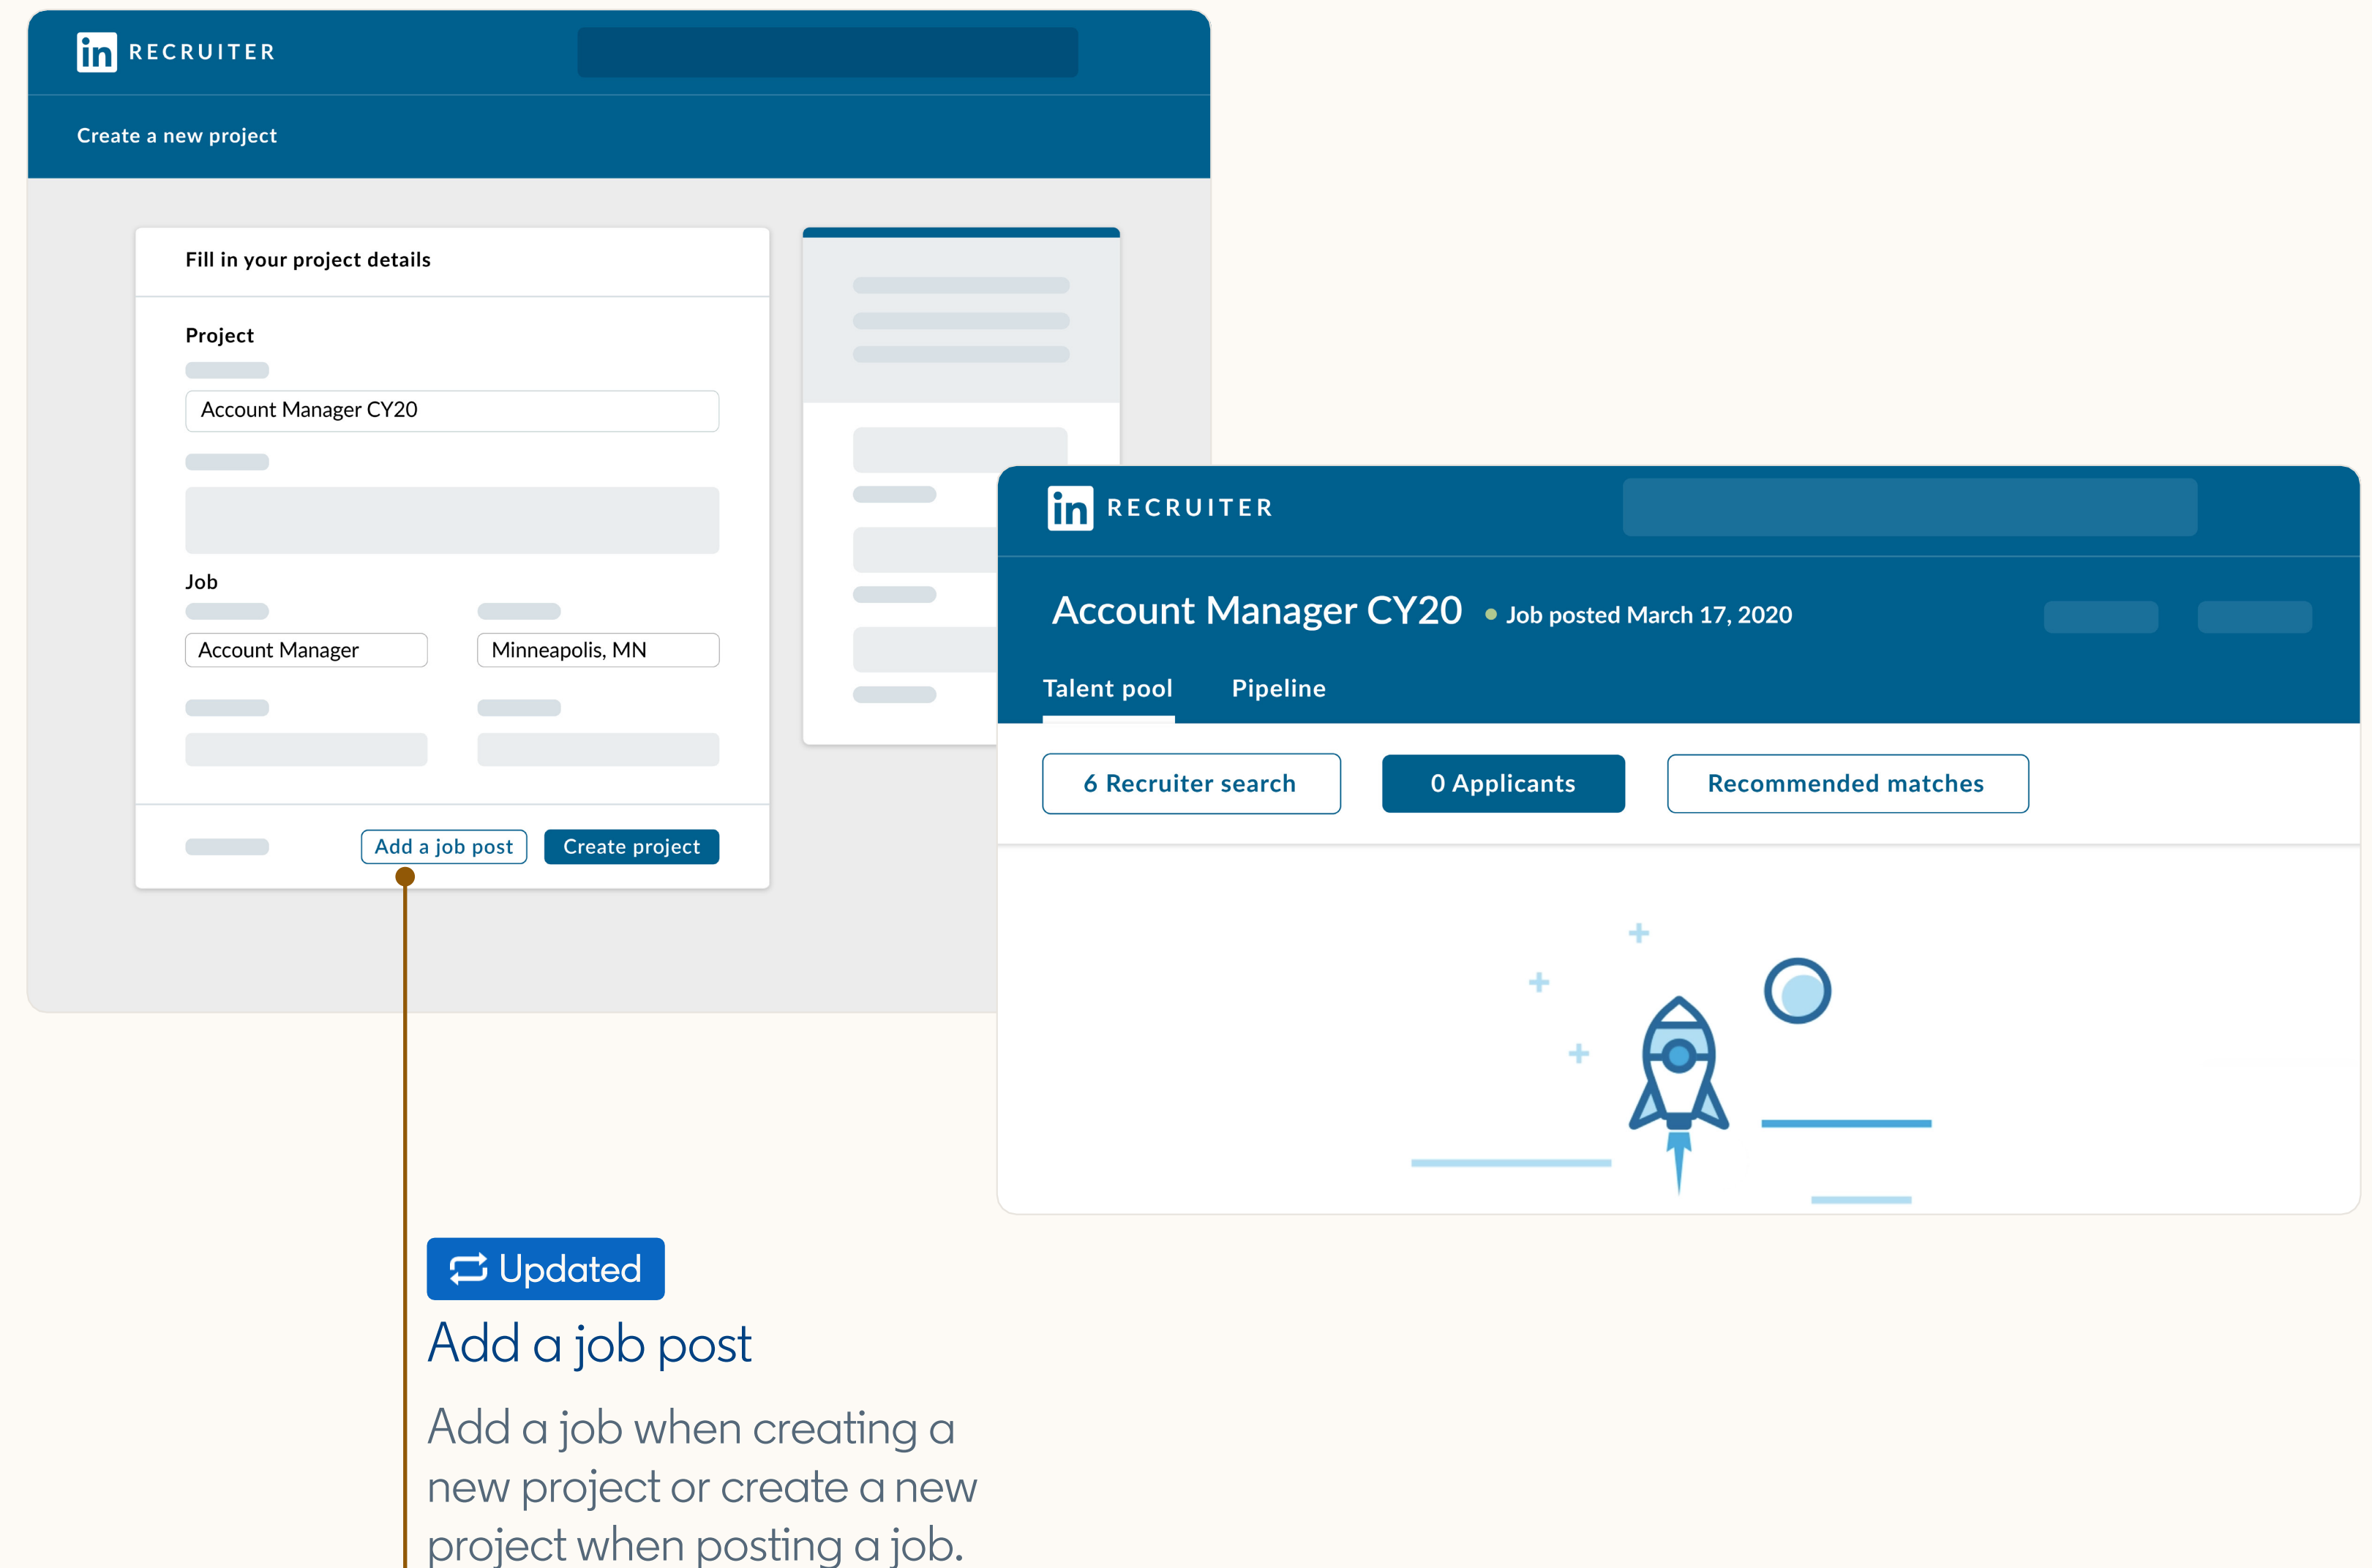 in RECRUITER
Create a new project
Fill in your project details
Project
Account Manager CY20
Job
Account Manager
Minneapolis, MN
Add a job post
Create project
in RECRUITER
Account Manager CY20 Job posted March 17, 2020
Talent pool Pipeline
6 Recruiter search 0 Applicants Recommended matches
Updated
Add a job post
Add a job when creating a
new project or create a new
project when posting a job.